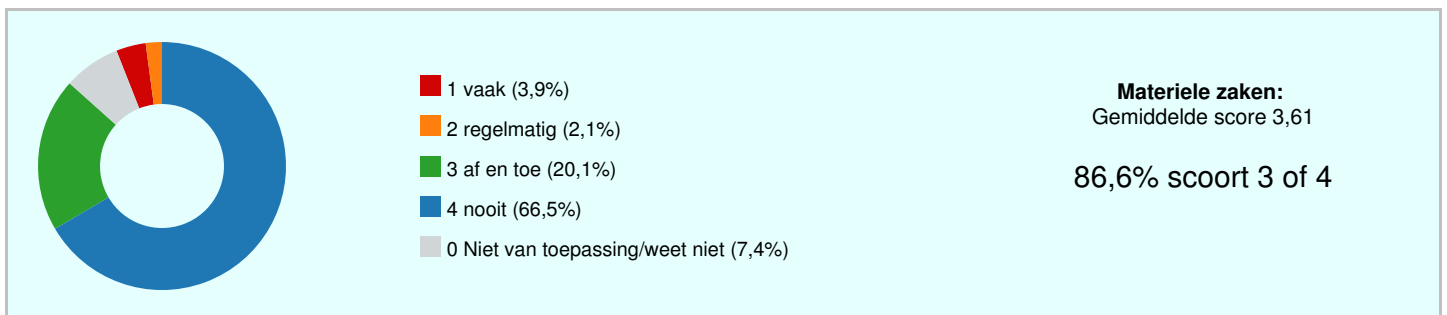 1 vaak (3,9%)
2 regelmatig (2,1%)
3 af en toe (20,1%)
4 nooit (66,5%)
0 Niet van toepassing/weet niet (7,4%)
Materiele zaken:
Gemiddelde score 3,61
86,6% scoort 3 of 4